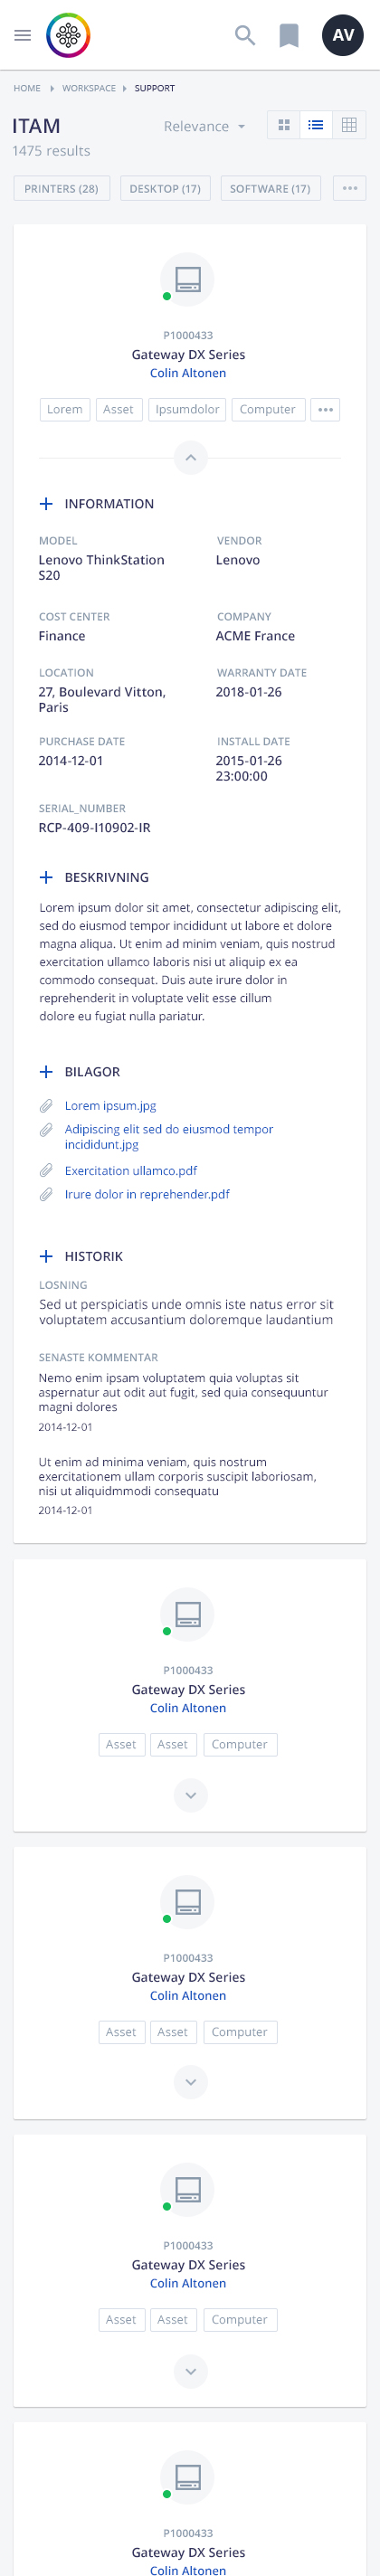 AV
HOME WORKSPACE SUPPORT
ITAM
Relevance
1475 results
PRINTERS (28) DESKTOP (17) SOFTWARE (17)
P1000433
Gateway DX Series
Colin Altonen
Lorem Asset Ipsumdolor Computer
INFORMATION
MODEL VENDOR
Lenovo ThinkStation Lenovo
S20
COST CENTER COMPANY
Finance ACME France
LOCATION WARRANTY DATE
27, Boulevard Vitton, 2018-01-26
Paris
PURCHASE DATE INSTALL DATE
2014-12-01 2015-01-26
23:00:00
SERIAL_NUMBER
RCP-409-I10902-IR
BESKRIVNING
Lorem ipsum dolor sit amet, consectetur adipiscing elit,
sed do eiusmod tempor incididunt ut labore et dolore
magna aliqua. Ut enim ad minim veniam, quis nostrud
exercitation ullamco laboris nisi ut aliquip ex ea
commodo consequat. Duis aute irure dolor in
reprehenderit in voluptate velit esse cillum
dolore eu fugiat nulla pariatur.
BILAGOR
Lorem ipsum.jpg
Adipiscing elit sed do eiusmod tempor
incididunt.jpg
Exercitation ullamco.pdf
Irure dolor in reprehender.pdf
HISTORIK
LOSNING
Sed ut perspiciatis unde omnis iste natus error sit
voluptatem accusantium doloremque laudantium
SENASTE KOMMENTAR
Nemo enim ipsam voluptatem quia voluptas sit
aspernatur aut odit aut fugit, sed quia consequuntur
magni dolores
2014-12-01
Ut enim ad minima veniam, quis nostrum
exercitationem ullam corporis suscipit laboriosam,
nisi ut aliquidmmodi consequatu
2014-12-01
P1000433
Gateway DX Series
Colin Altonen
Asset Asset Computer
P1000433
Gateway DX Series
Colin Altonen
Asset Asset Computer
P1000433
Gateway DX Series
Colin Altonen
Asset Asset Computer
P1000433
Gateway DX Series
Colin Altonen